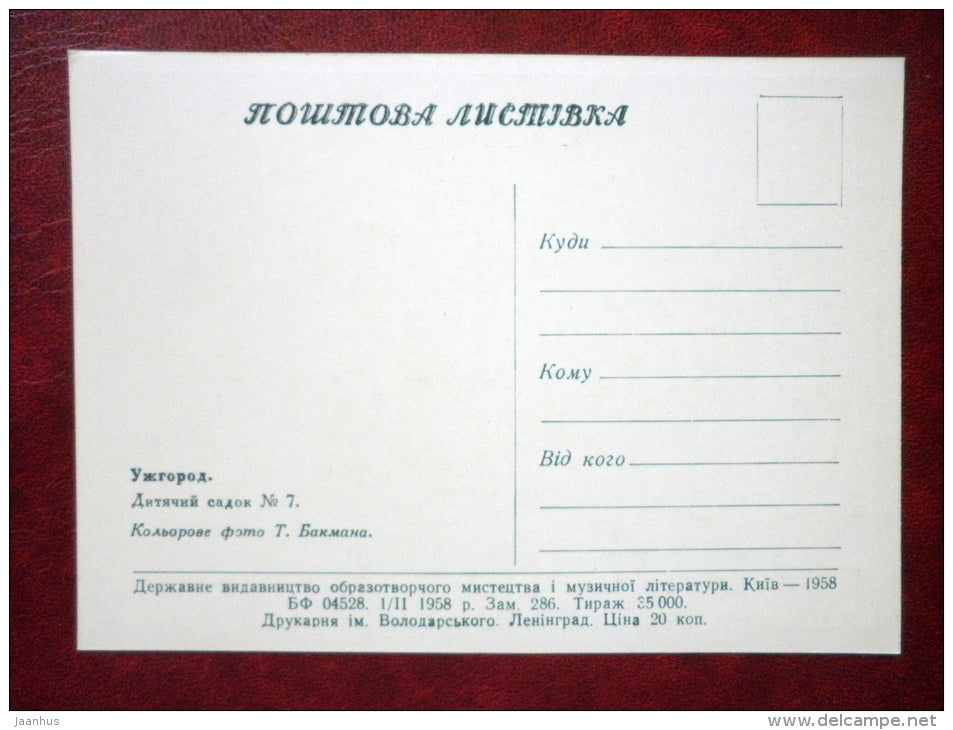 ПОШТОВА ЛИСТІВКА
Куди
Кому
Від кого
Ужгород.
Дитячий садок № 7.
Кольорове фото Т. Бакмана.
Державне видавництво образотворчого мистецтва і музичної літератури. Київ — 1958
БФ 04528. 1/II 1958 р. Зам. 286. Тираж 35 000.
Друкарня ім. Володарського. Ленінград. Ціна 20 коп.
jaanhus
www.delcampe.net